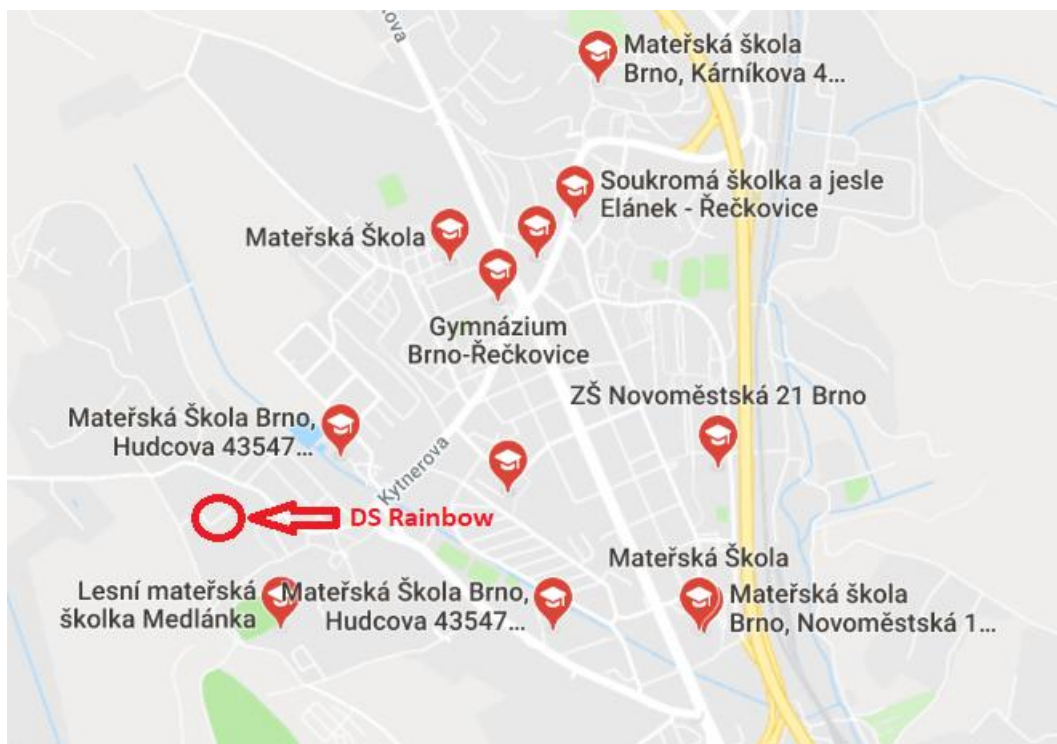 ova
Mateřská škola
Brno, Kárníkova 4...
Soukromá školka a jesle
Elánek - Řečkovice
Mateřská Škola
Gymnázium
Brno-Řečkovice
ZŠ Novoměstská 21 Brno
Mateřská Škola Brno,
Hudcova 43547...
Kytnerova
DS Rainbow
Mateřská Škola
Lesní mateřská
školka Medlánka
Mateřská Škola Brno,
Hudcova 43547...
Mateřská škola
Brno, Novoměstská 1...